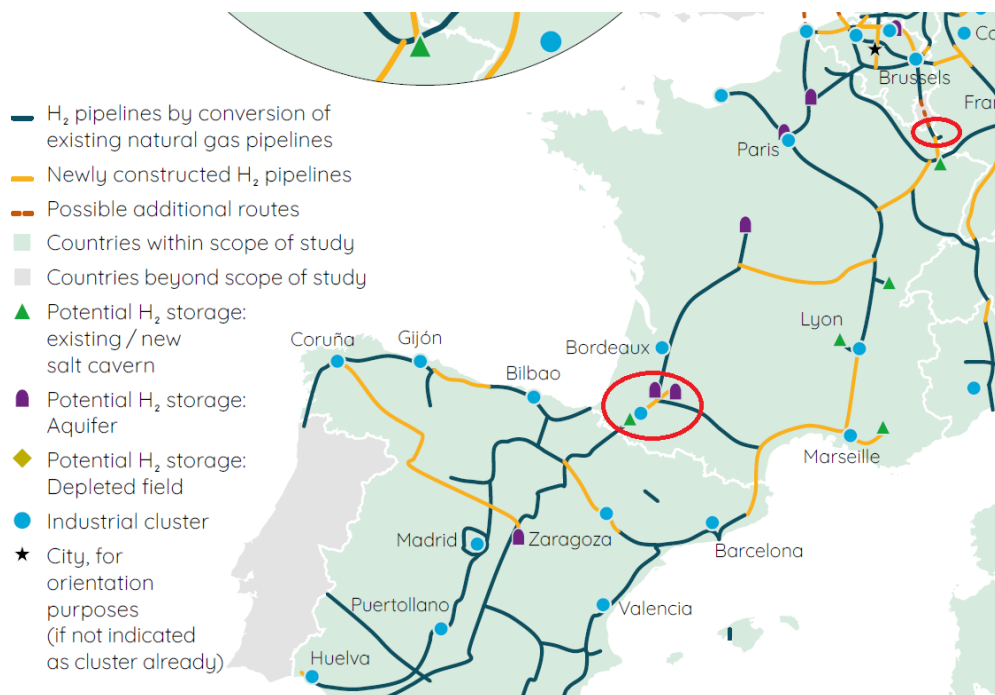 H₂ pipelines by conversion of
existing natural gas pipelines
Newly constructed H₂ pipelines
Possible additional routes
Countries within scope of study
Countries beyond scope of study
Potential H₂ storage:
existing / new
salt cavern
Potential H₂ storage:
Aquifer
Potential H₂ storage:
Depleted field
Industrial cluster
City, for
orientation
purposes
(if not indicated
as cluster already)
Co
Brussels
Fran
Paris
Lyon
Bordeaux
Coruña
Gijón
Bilbao
Marseille
Madrid
Zaragoza
Barcelona
Puertollano
Valencia
Huelva